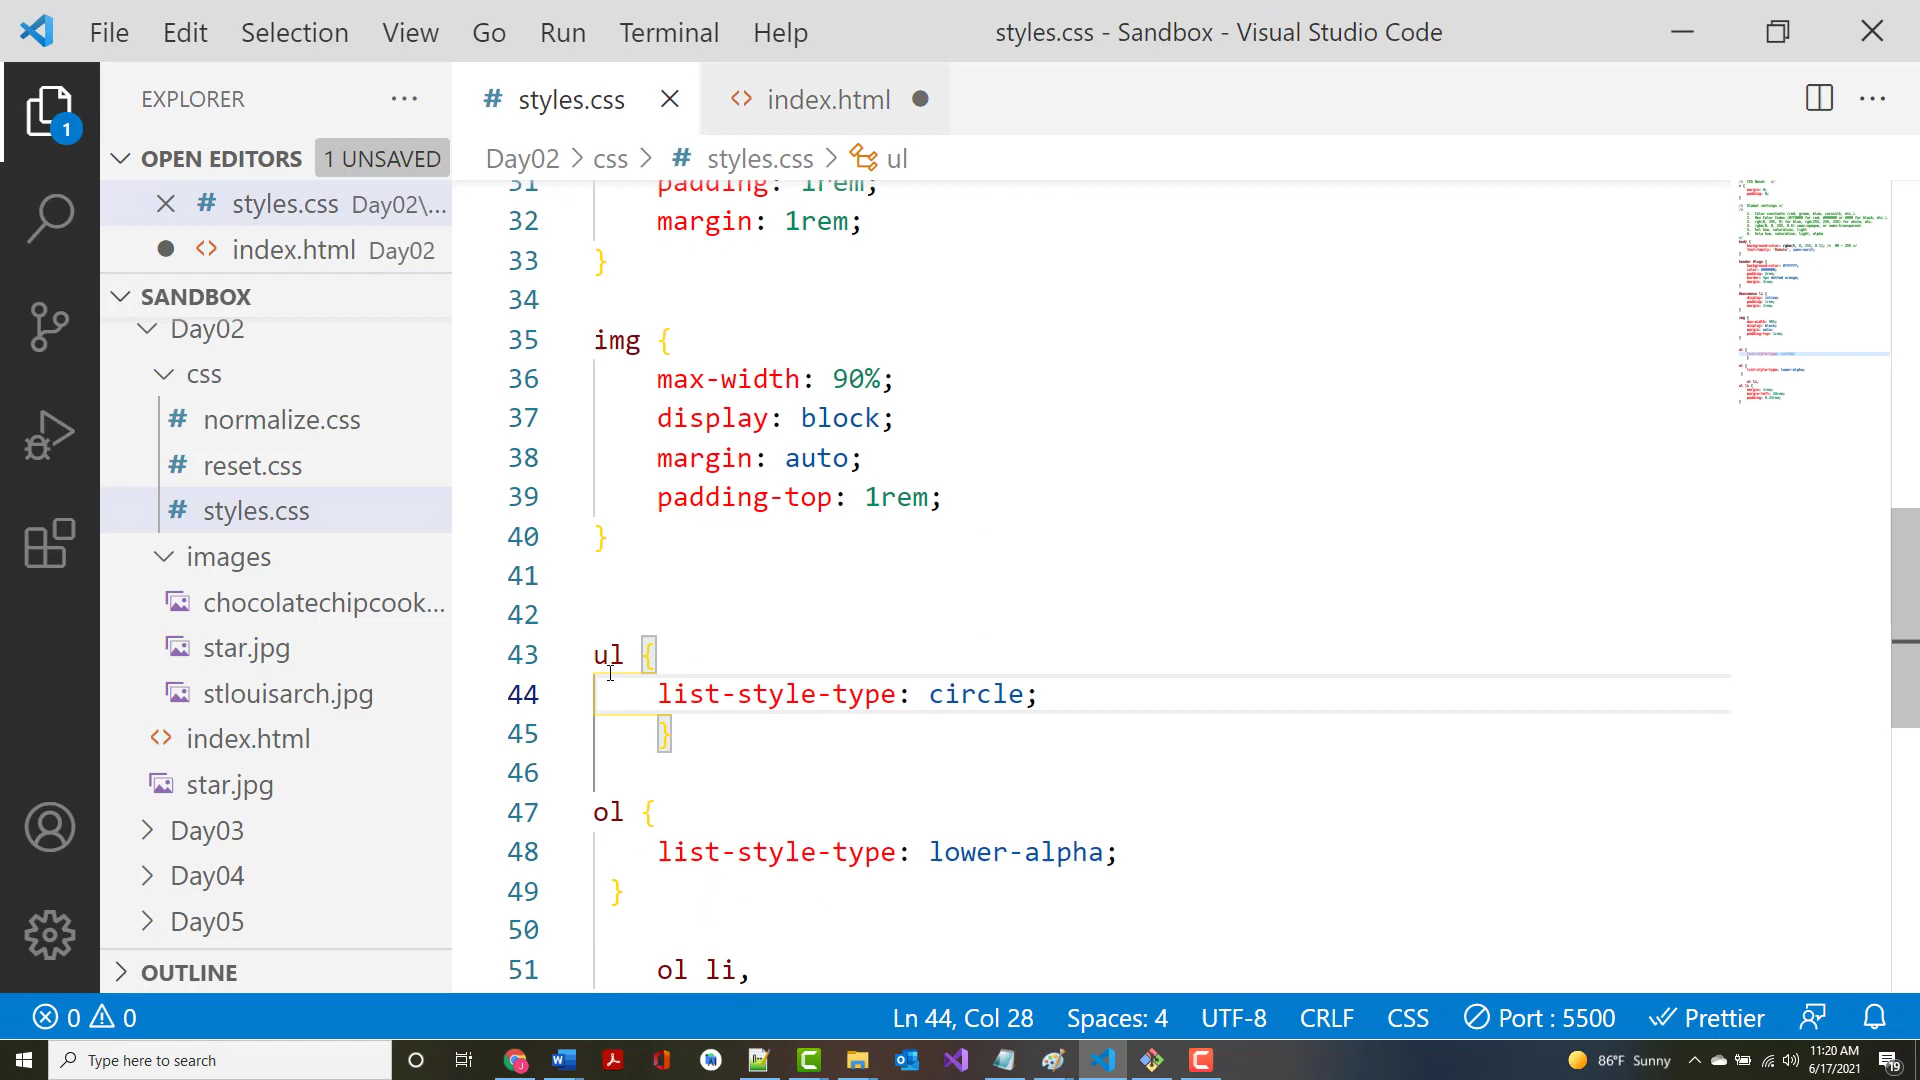 File Edit Selection View Go Run Terminal Help
styles.css - Sandbox - Visual Studio Code
EXPLORER
OPEN EDITORS 1 UNSAVED
# styles.css Day02\...
<> index.html Day02
SANDBOX
Day02
css
# normalize.css
# reset.css
# styles.css
images
chocolatechipcook...
star.jpg
stlouisarch.jpg
<> index.html
star.jpg
Day03
Day04
Day05
OUTLINE
# styles.css
<> index.html
Day02 > css > # styles.css > ul
31 padding: 1rem;
32 margin: 1rem;
33 }
34
35 img {
36 max-width: 90%;
37 display: block;
38 margin: auto;
39 padding-top: 1rem;
40 }
41
42
43 ul {
44 list-style-type: circle;
45 }
46
47 ol {
48 list-style-type: lower-alpha;
49 }
50
51 ol li,
0 0
Ln 44, Col 28 Spaces: 4 UTF-8 CRLF CSS Port : 5500 Prettier
Type here to search
86°F Sunny
11:20 AM
6/17/2021
19
1